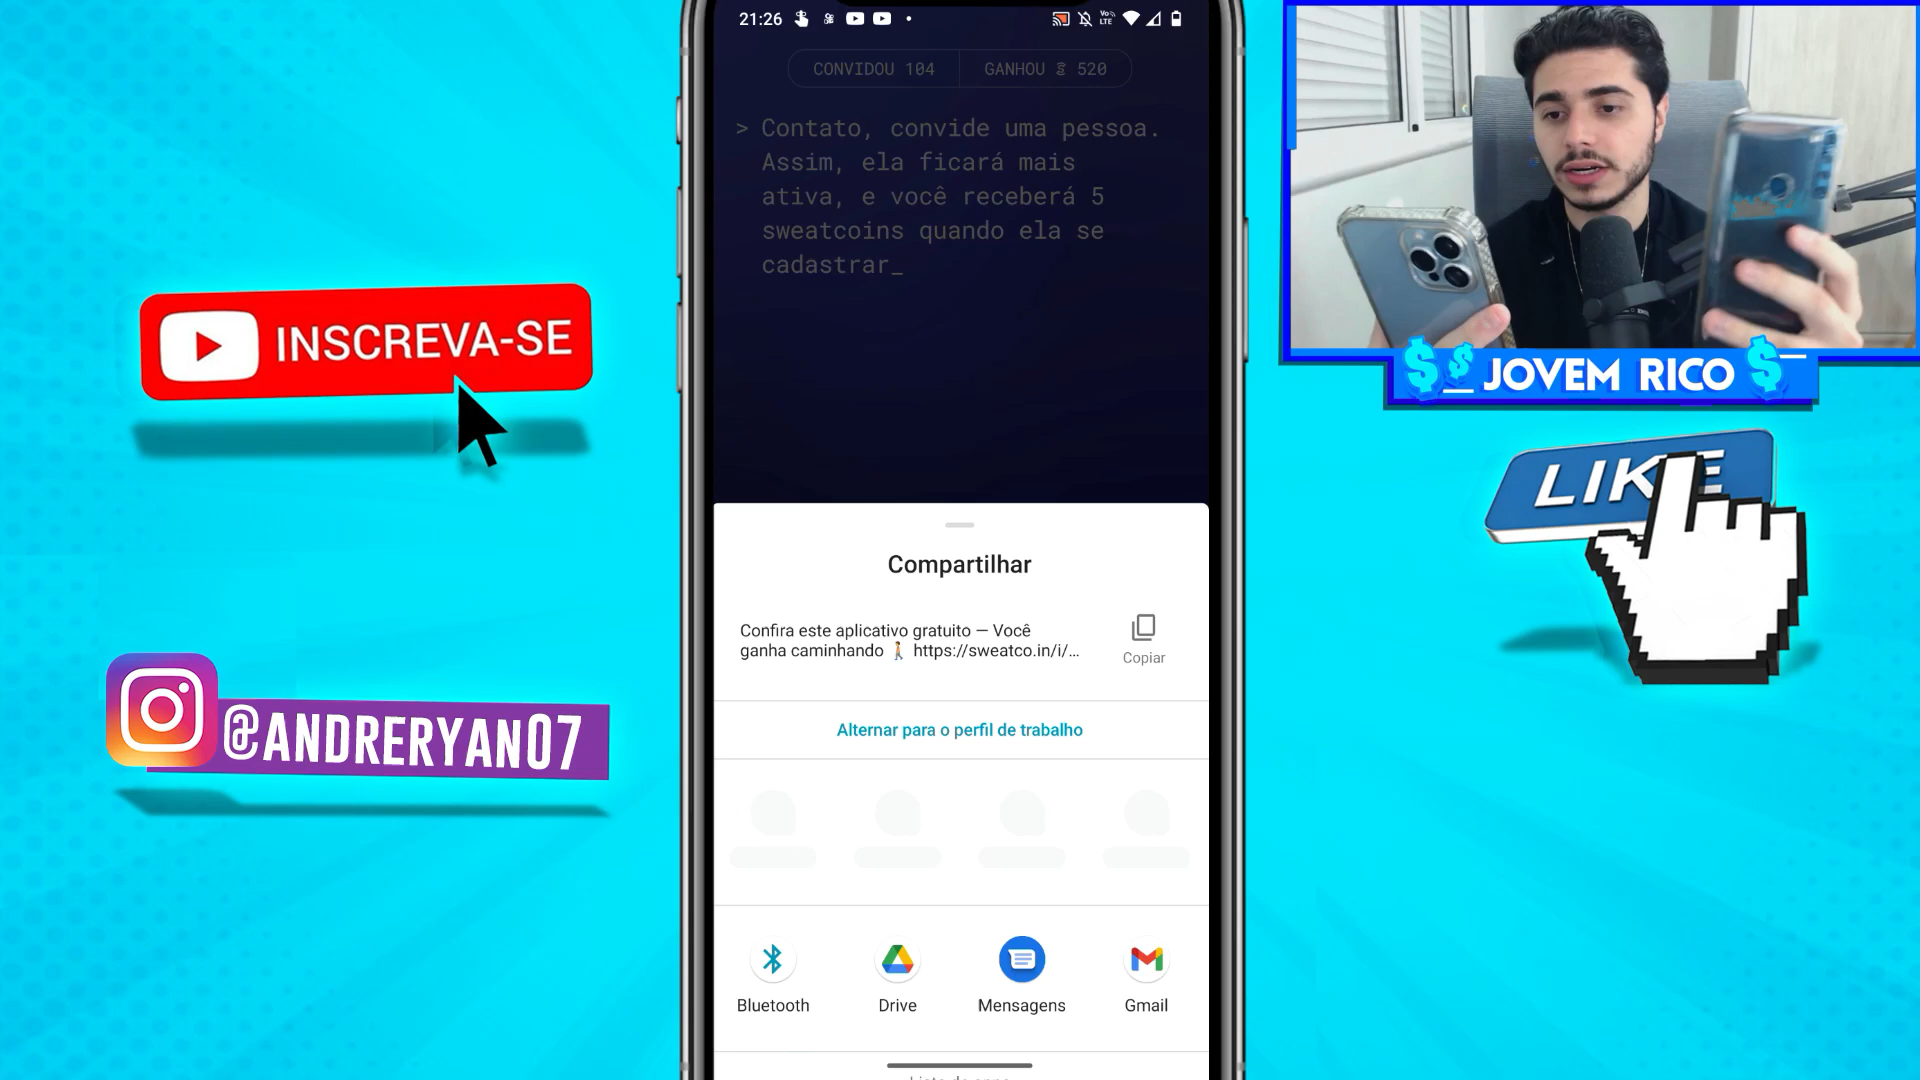 21:26
Vo))
LTE
CONVIDOU 104
GANHOU 520
> Contato, convide uma pessoa.
Assim, ela ficará mais
ativa, e você receberá 5
sweatcoins quando ela se
cadastrar_
INSCREVA-SE
$ $ JOVEM RICO $
LIKE
Compartilhar
Confira este aplicativo gratuito — Você
ganha caminhando 🚶 https://sweatco.in/i/...
Copiar
Alternar para o perfil de trabalho
@ANDRERYAN07
Bluetooth
Drive
Mensagens
Gmail